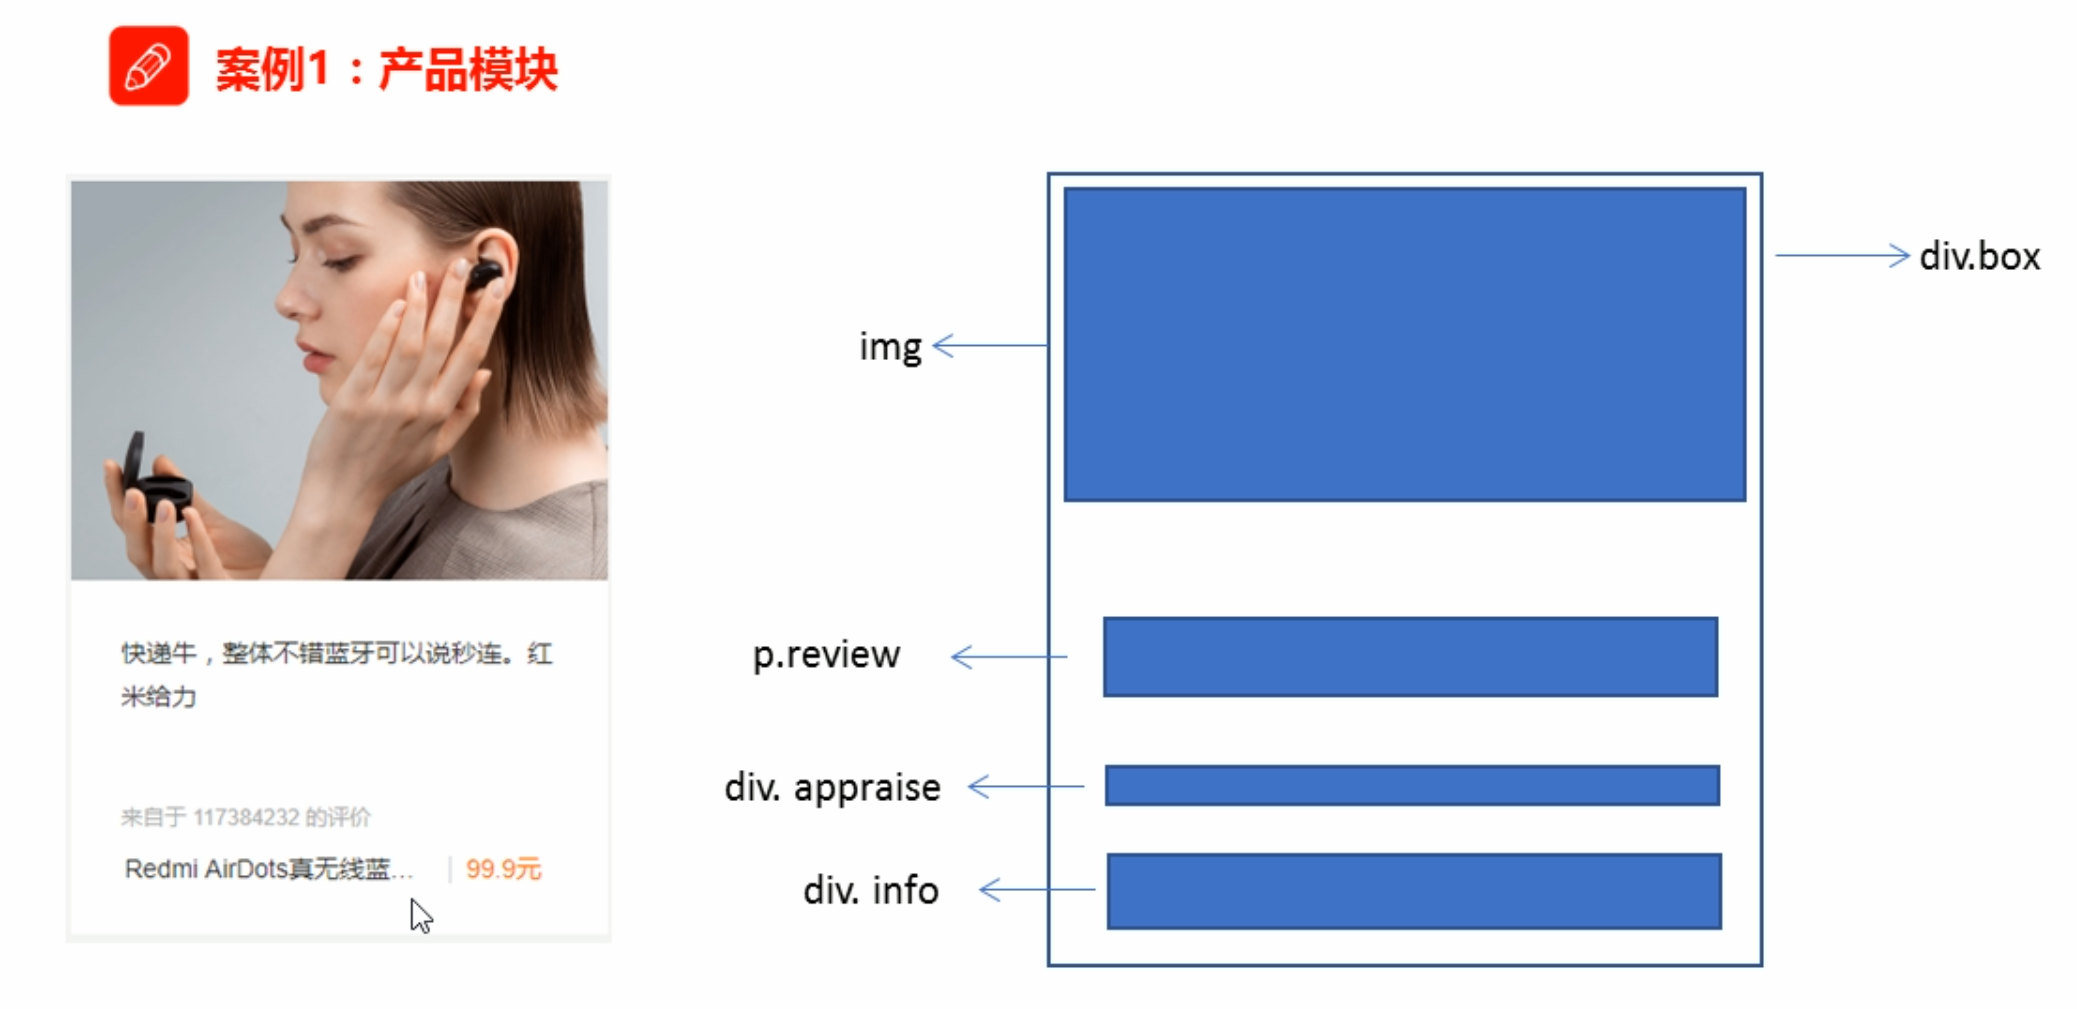 案例1：产品模块
快递牛，整体不错蓝牙可以说秒连。红
米给力
来自于 117384232 的评价
Redmi AirDots真无线蓝... | 99.9元
div.box
img
p.review
div. appraise
div. info